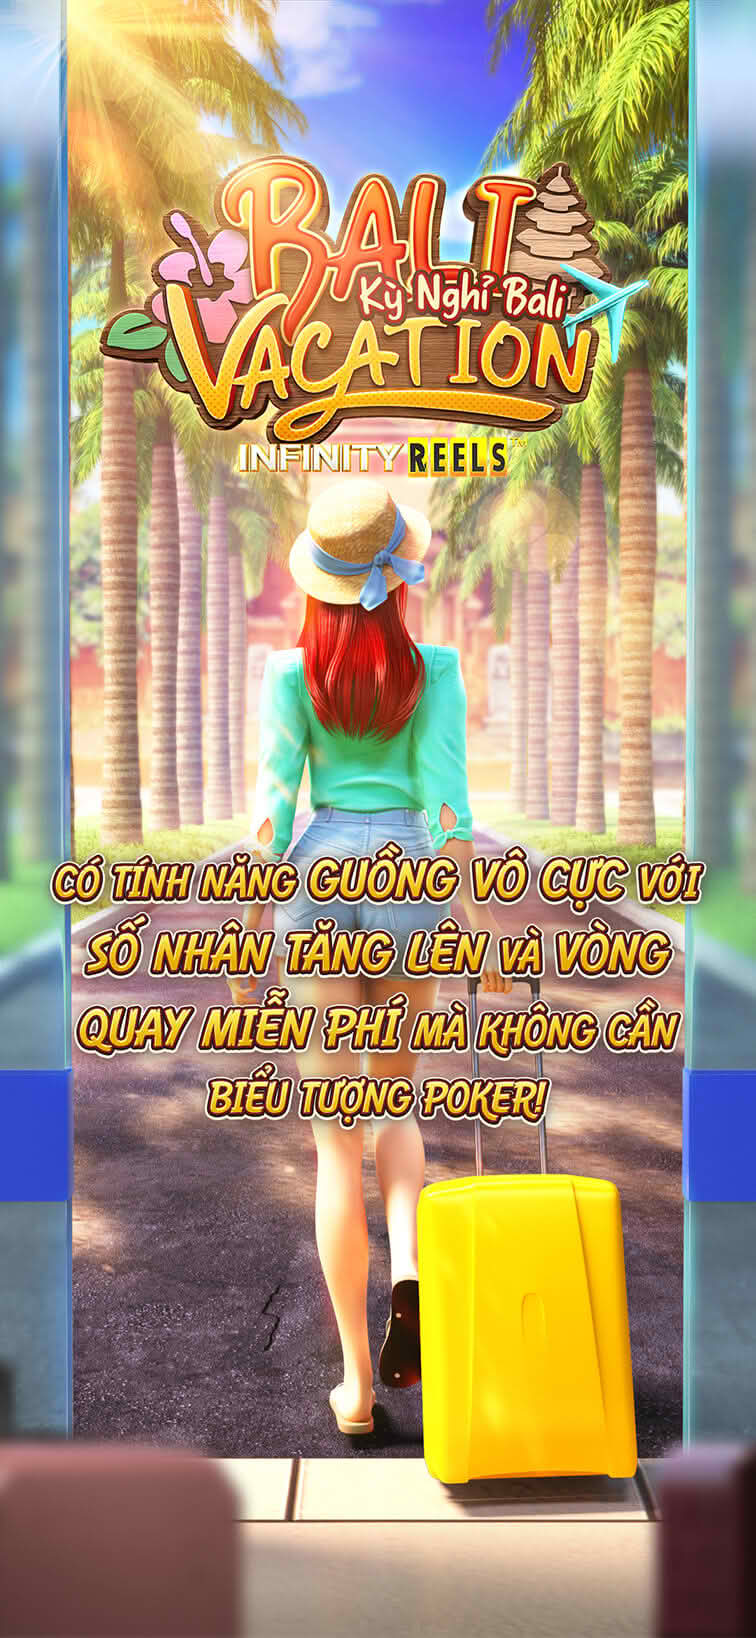 BALI
Kỳ Nghỉ Bali
VACATION
INFINITY REELS™
CÓ TÍNH NĂNG GUỒNG VÔ CỰC VỚI
SỐ NHÂN TĂNG LÊN VÀ VÒNG
QUAY MIỄN PHÍ MÀ KHÔNG CẦN
BIỂU TƯỢNG POKER!